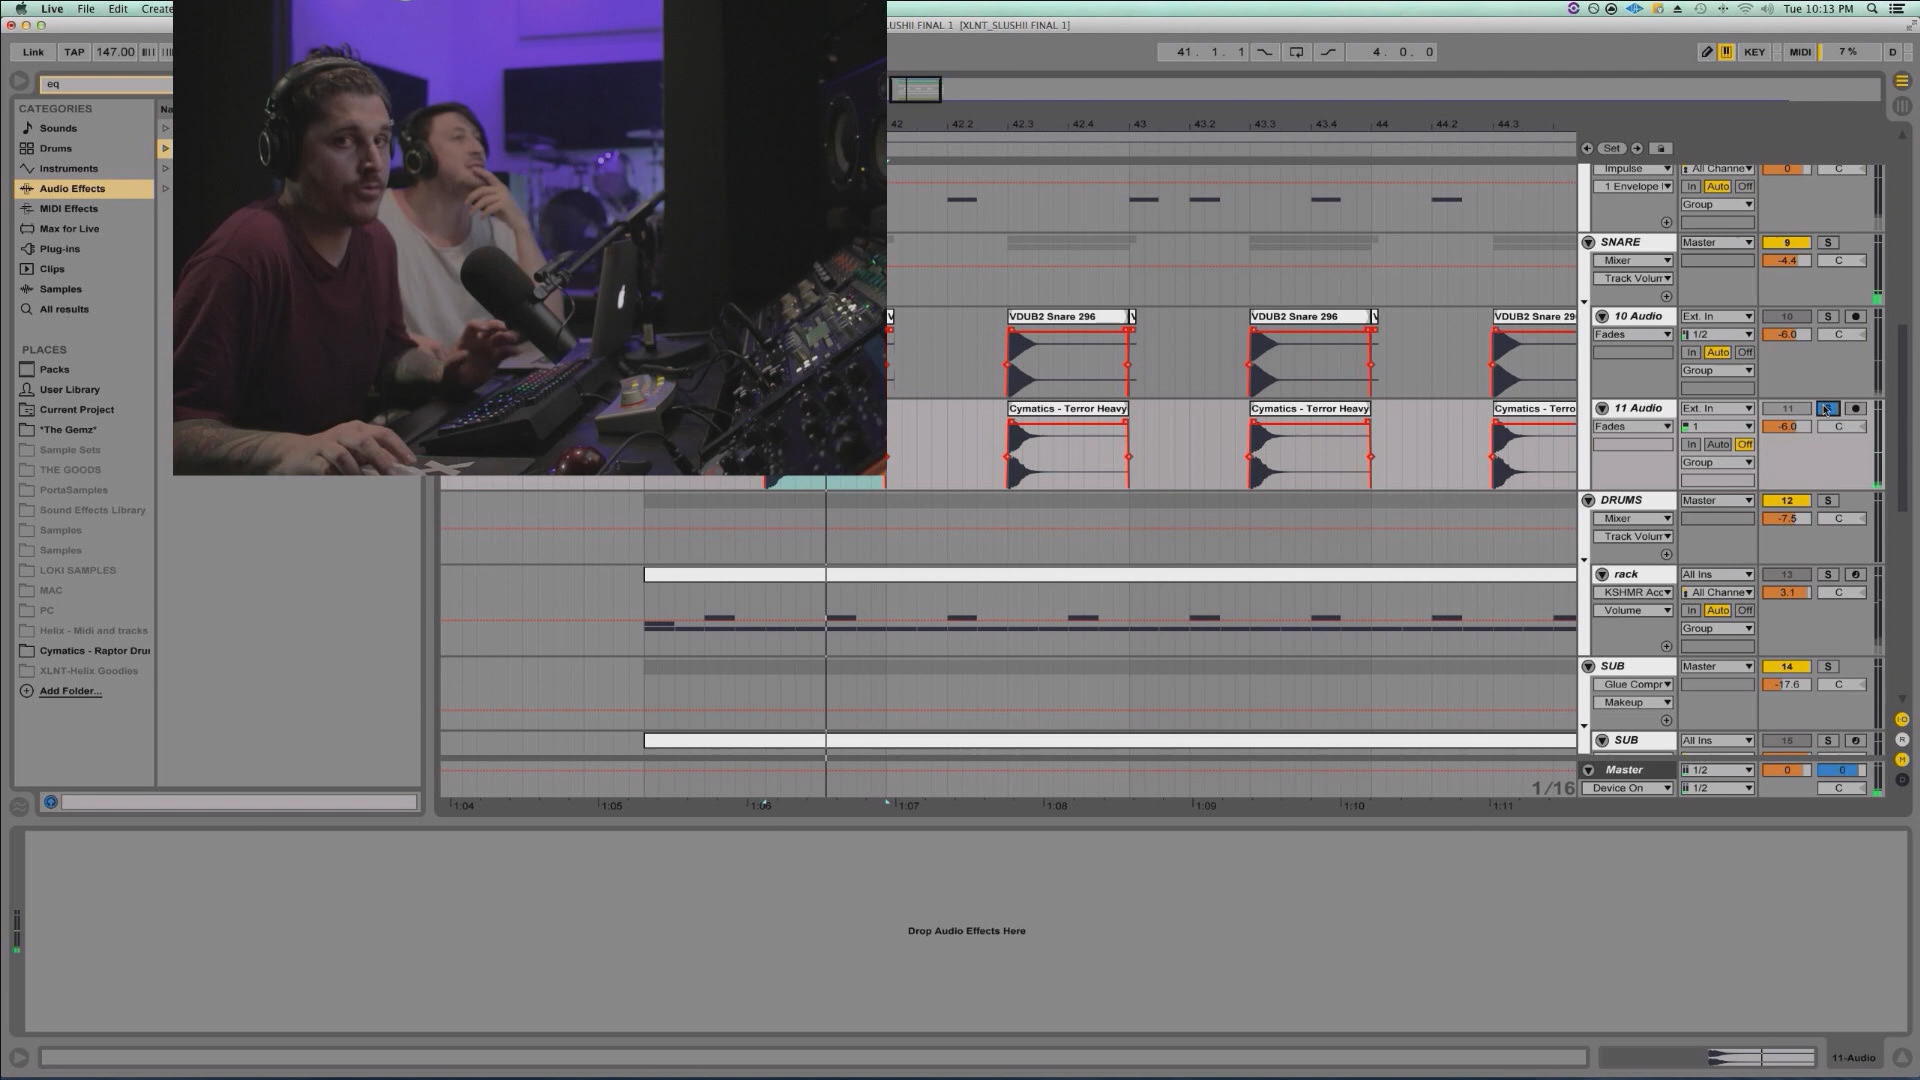 Live File Edit Create
Tue 10:13 PM
SLUSHII FINAL 1 [XLNT_SLUSHII FINAL 1]
Link TAP 147.00
41. 1. 1
4. 0. 0
KEY MIDI 7 % D
eq
CATEGORIES
Na
Sounds
Drums
Instruments
Audio Effects
MIDI Effects
Max for Live
Plug-ins
Clips
Samples
All results
PLACES
Packs
User Library
Current Project
*The Gemz*
Sample Sets
THE GOODS
PortaSamples
Sound Effects Library
Samples
Samples
LOKI SAMPLES
MAC
PC
Helix - Midi and tracks
Cymatics - Raptor Dru
XLNT-Helix Goodies
Add Folder...
42 42.2 42.3 42.4 43 43.2 43.3 43.4 44 44.2 44.3
Set
Impulse All Channe 0 C
1 Envelope In Auto Off
Group
SNARE Master 9 S
Mixer -4.4 C
Track Volum
VDUB2 Snare 296 V
VDUB2 Snare 296 V
VDUB2 Snare 29
10 Audio Ext. In 10 S
Fades 1/2 -6.0 C
In Auto Off
Group
Cymatics - Terror Heavy
Cymatics - Terror Heavy
Cymatics - Terro
11 Audio Ext. In 11
Fades 1 -6.0 C
In Auto Off
Group
DRUMS Master 12 S
Mixer -7.5 C
Track Volum
rack All Ins 13 S
KSHMR Acc All Channe 3.1 C
Volume In Auto Off
Group
SUB Master 14 S
Glue Compr -17.6 C
Makeup
SUB All Ins 15 S
Master 1/2 0 0
Device On 1/2 C
1/16
1:04 1:05 1:06 1:07 1:08 1:09 1:10 1:11
Drop Audio Effects Here
11-Audio